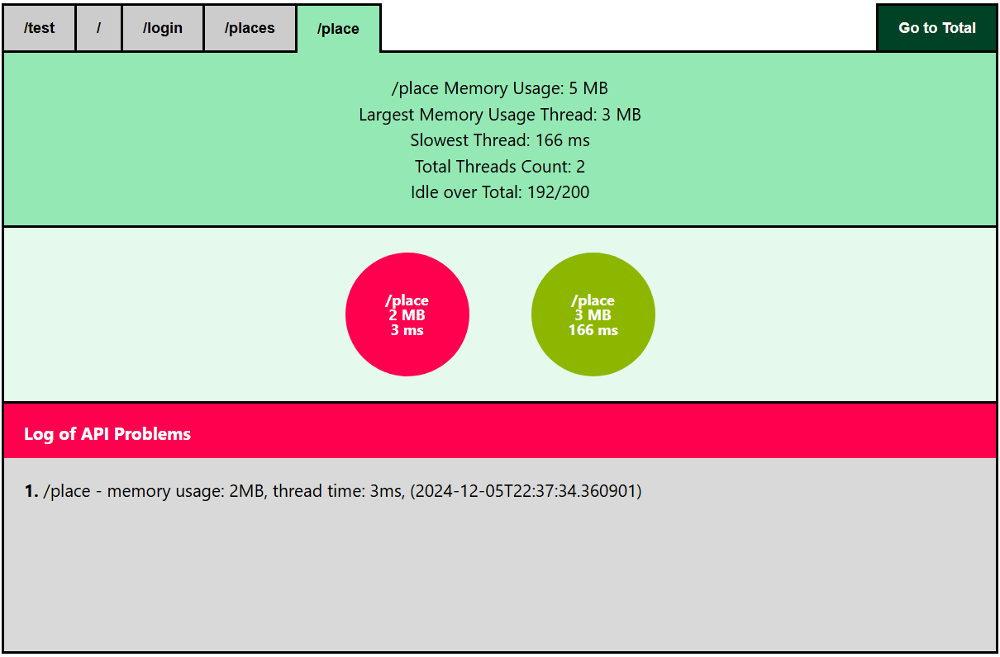 /test
/
/login
/places
/place
Go to Total
/place Memory Usage: 5 MB
Largest Memory Usage Thread: 3 MB
Slowest Thread: 166 ms
Total Threads Count: 2
Idle over Total: 192/200
/place
2 MB
3 ms
/place
3 MB
166 ms
Log of API Problems
1. /place - memory usage: 2MB, thread time: 3ms, (2024-12-05T22:37:34.360901)